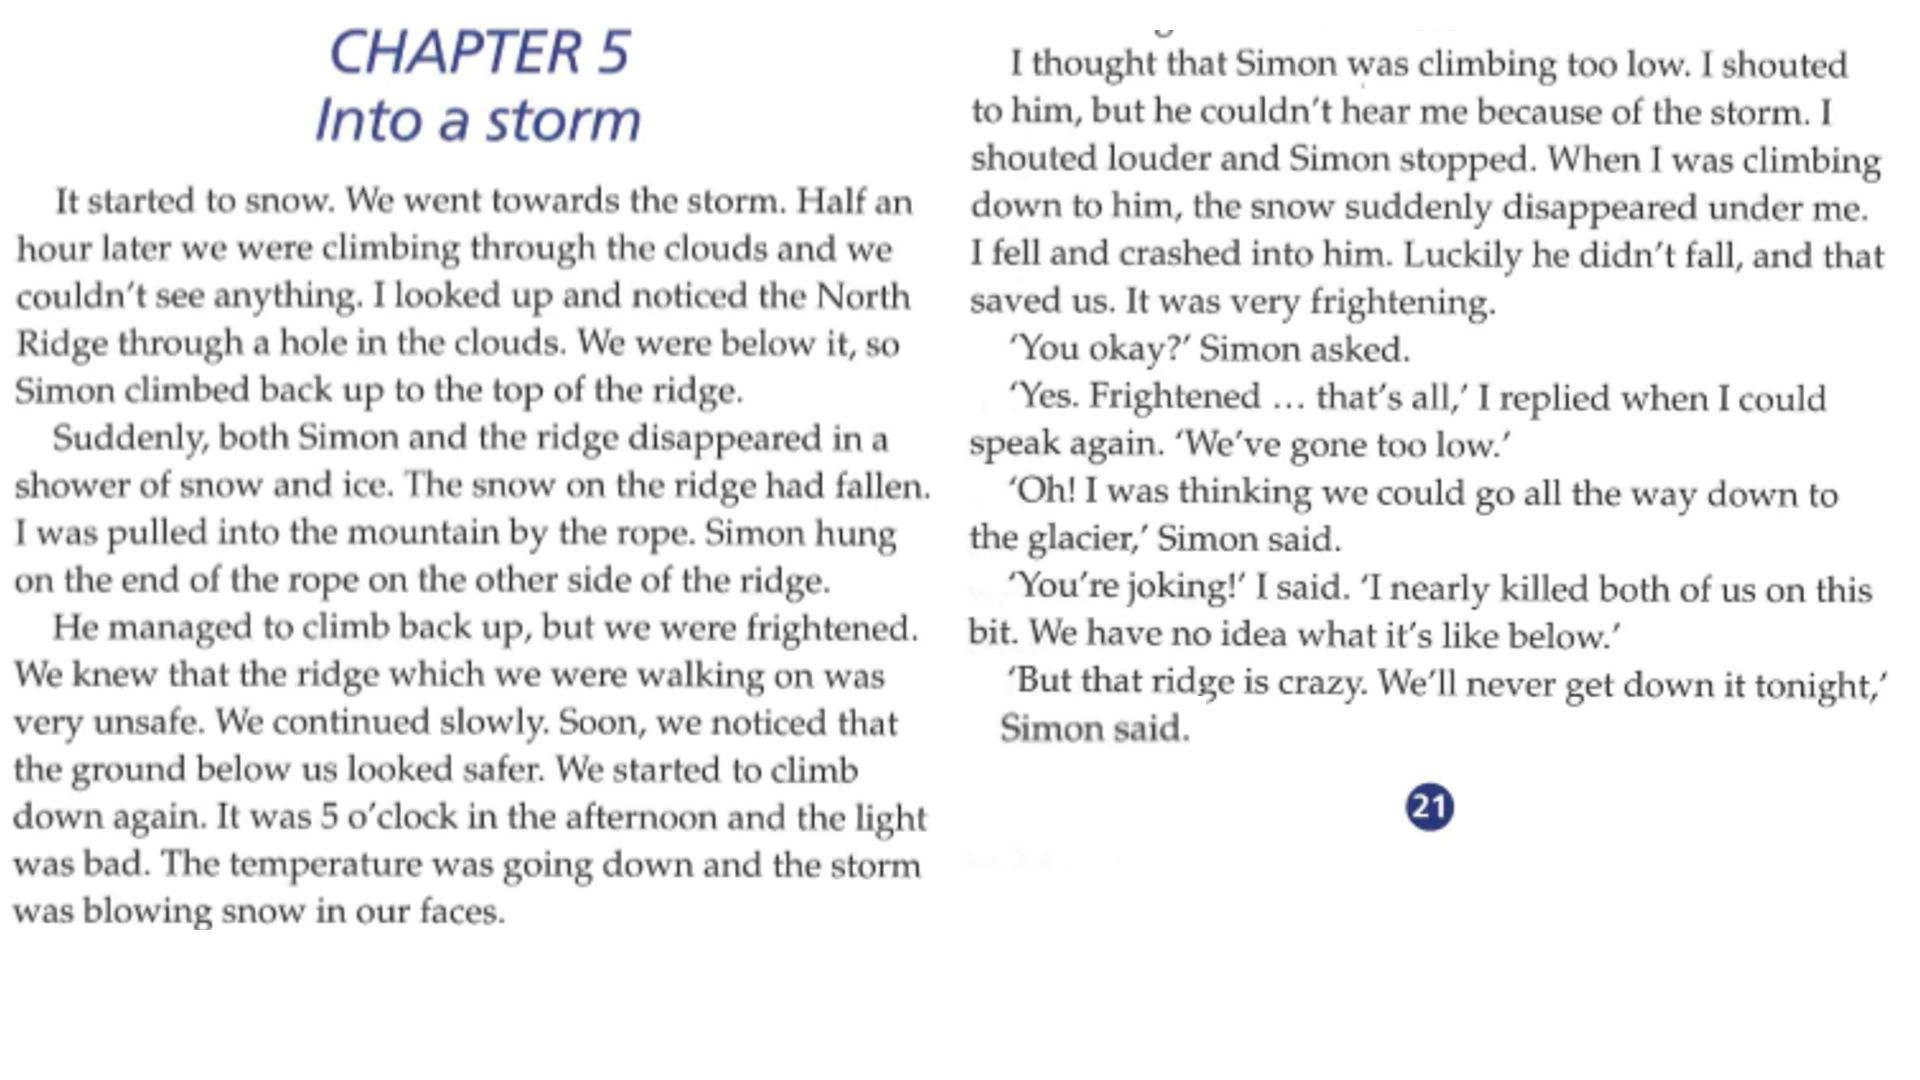 CHAPTER 5
Into a storm
It started to snow. We went towards the storm. Half an
hour later we were climbing through the clouds and we
couldn't see anything. I looked up and noticed the North
Ridge through a hole in the clouds. We were below it, so
Simon climbed back up to the top of the ridge.
Suddenly, both Simon and the ridge disappeared in a
shower of snow and ice. The snow on the ridge had fallen.
I was pulled into the mountain by the rope. Simon hung
on the end of the rope on the other side of the ridge.
He managed to climb back up, but we were frightened.
We knew that the ridge which we were walking on was
very unsafe. We continued slowly. Soon, we noticed that
the ground below us looked safer. We started to climb
down again. It was 5 o'clock in the afternoon and the light
was bad. The temperature was going down and the storm
was blowing snow in our faces.
I thought that Simon was climbing too low. I shouted
to him, but he couldn't hear me because of the storm. I
shouted louder and Simon stopped. When I was climbing
down to him, the snow suddenly disappeared under me.
I fell and crashed into him. Luckily he didn't fall, and that
saved us. It was very frightening.
'You okay?' Simon asked.
'Yes. Frightened … that's all,' I replied when I could
speak again. 'We've gone too low.'
'Oh! I was thinking we could go all the way down to
the glacier,' Simon said.
'You're joking!' I said. 'I nearly killed both of us on this
bit. We have no idea what it's like below.'
'But that ridge is crazy. We'll never get down it tonight,'
Simon said.
21